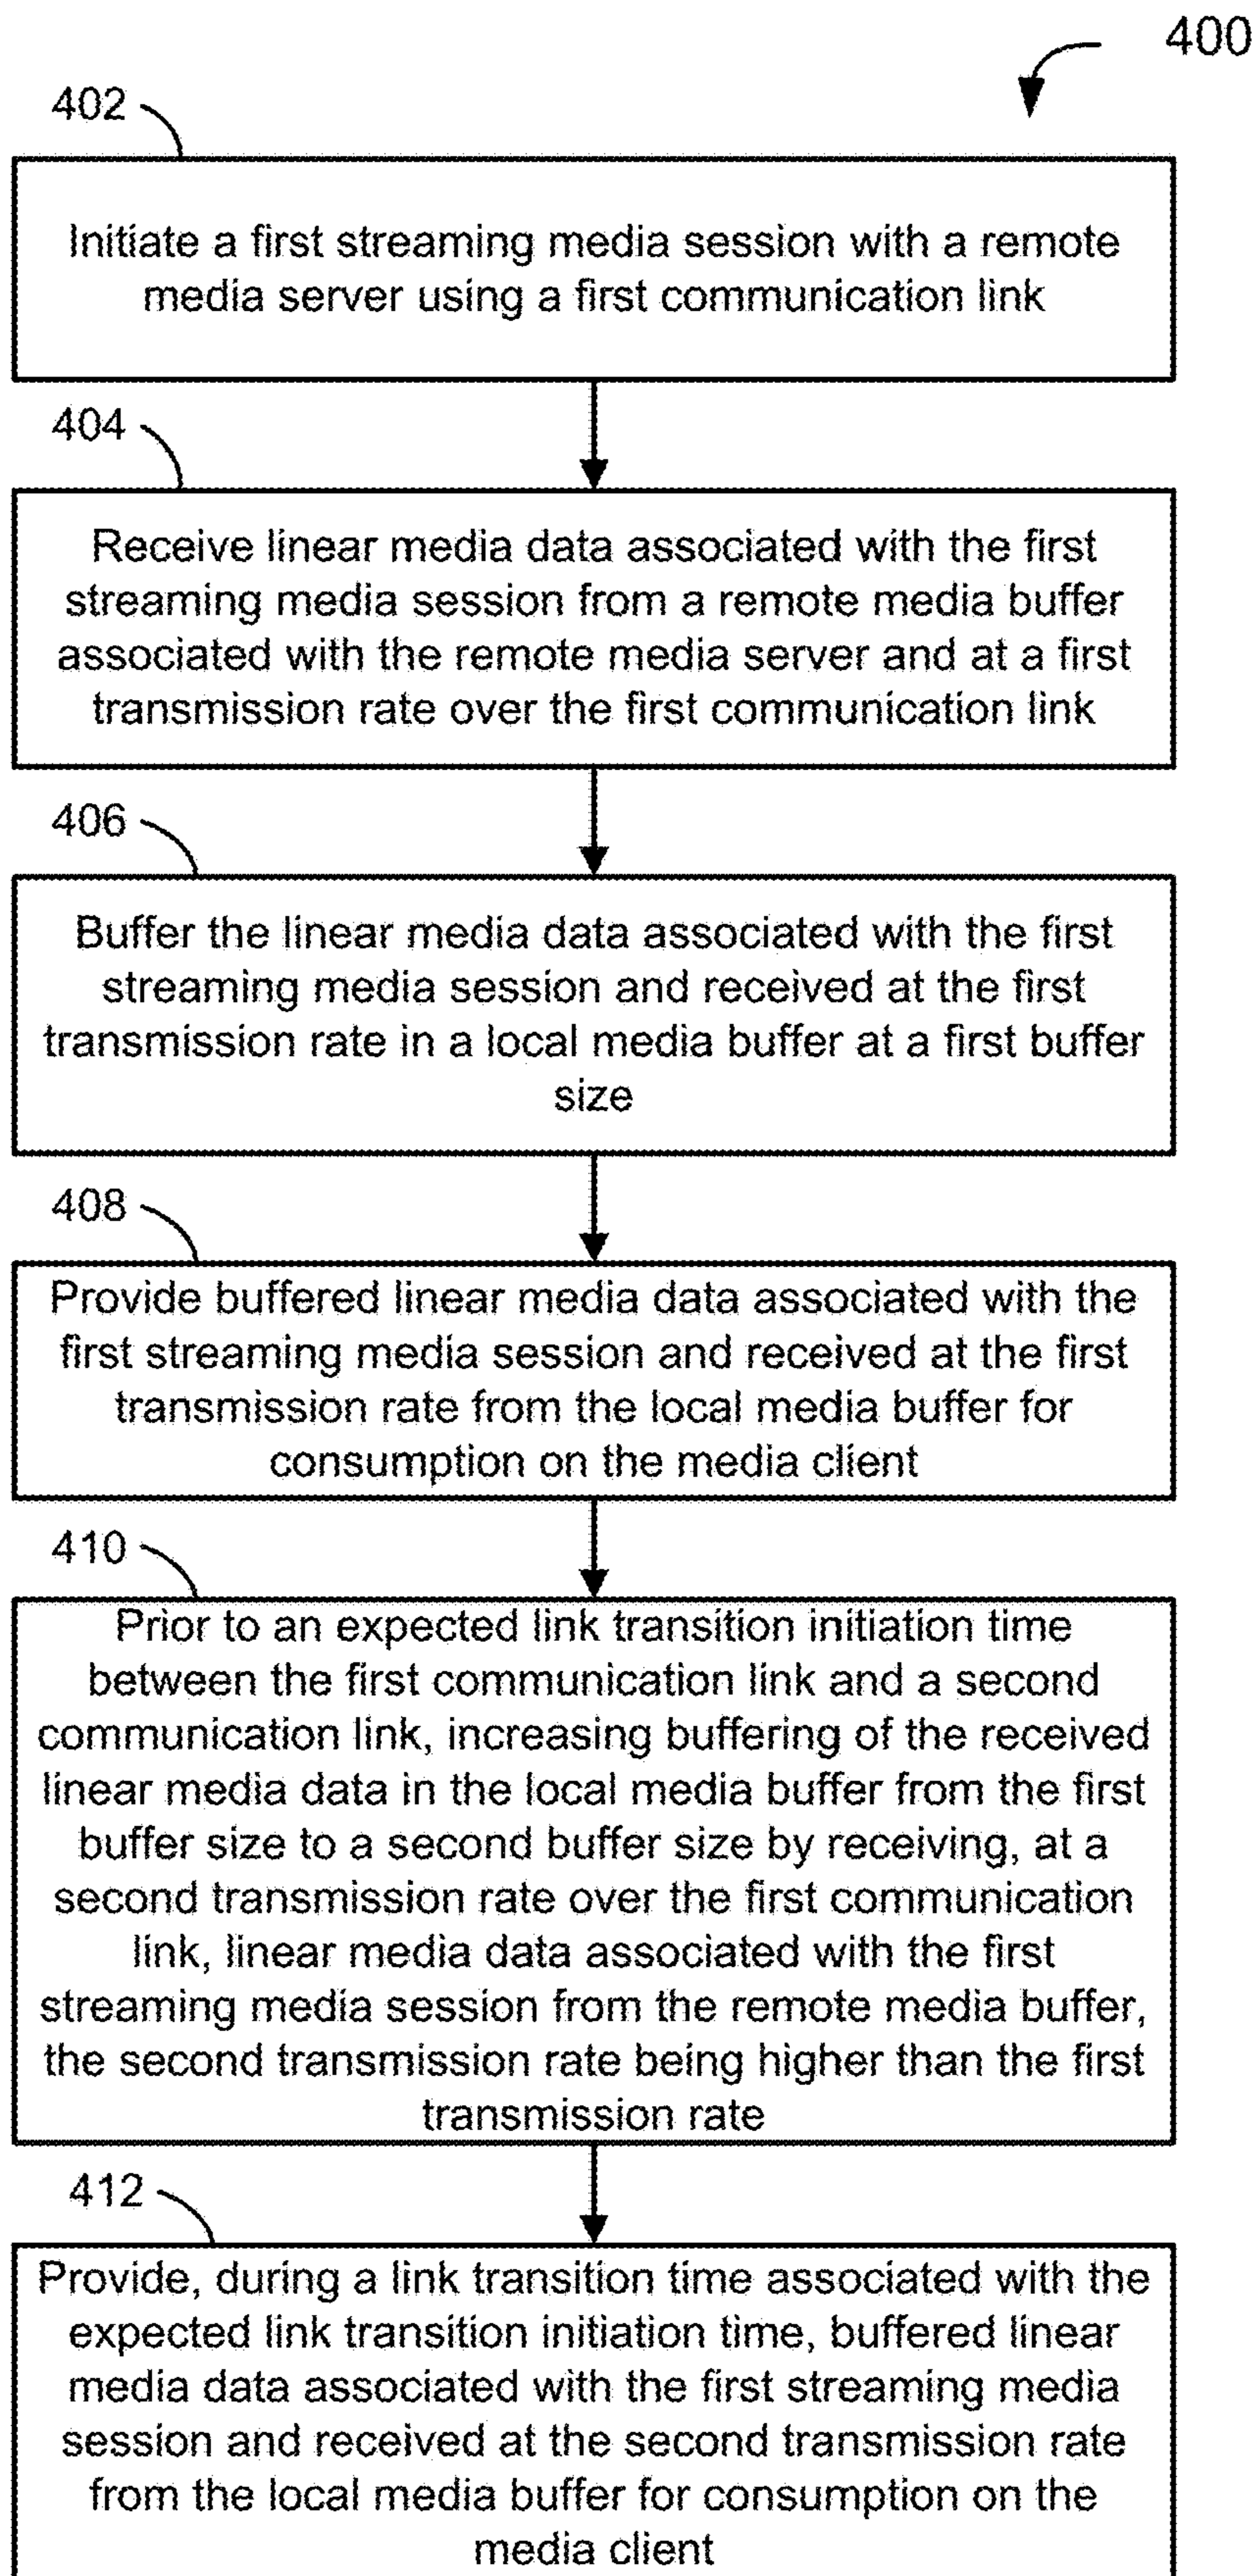 400
402
Initiate a first streaming media session with a remote
media server using a first communication link
404
Receive linear media data associated with the first
streaming media session from a remote media buffer
associated with the remote media server and at a first
transmission rate over the first communication link
406
Buffer the linear media data associated with the first
streaming media session and received at the first
transmission rate in a local media buffer at a first buffer
size
408
Provide buffered linear media data associated with the
first streaming media session and received at the first
transmission rate from the local media buffer for
consumption on the media client
410
Prior to an expected link transition initiation time
between the first communication link and a second
communication link, increasing buffering of the received
linear media data in the local media buffer from the first
buffer size to a second buffer size by receiving, at a
second transmission rate over the first communication
link, linear media data associated with the first
streaming media session from the remote media buffer,
the second transmission rate being higher than the first
transmission rate
412
Provide, during a link transition time associated with the
expected link transition initiation time, buffered linear
media data associated with the first streaming media
session and received at the second transmission rate
from the local media buffer for consumption on the
media client